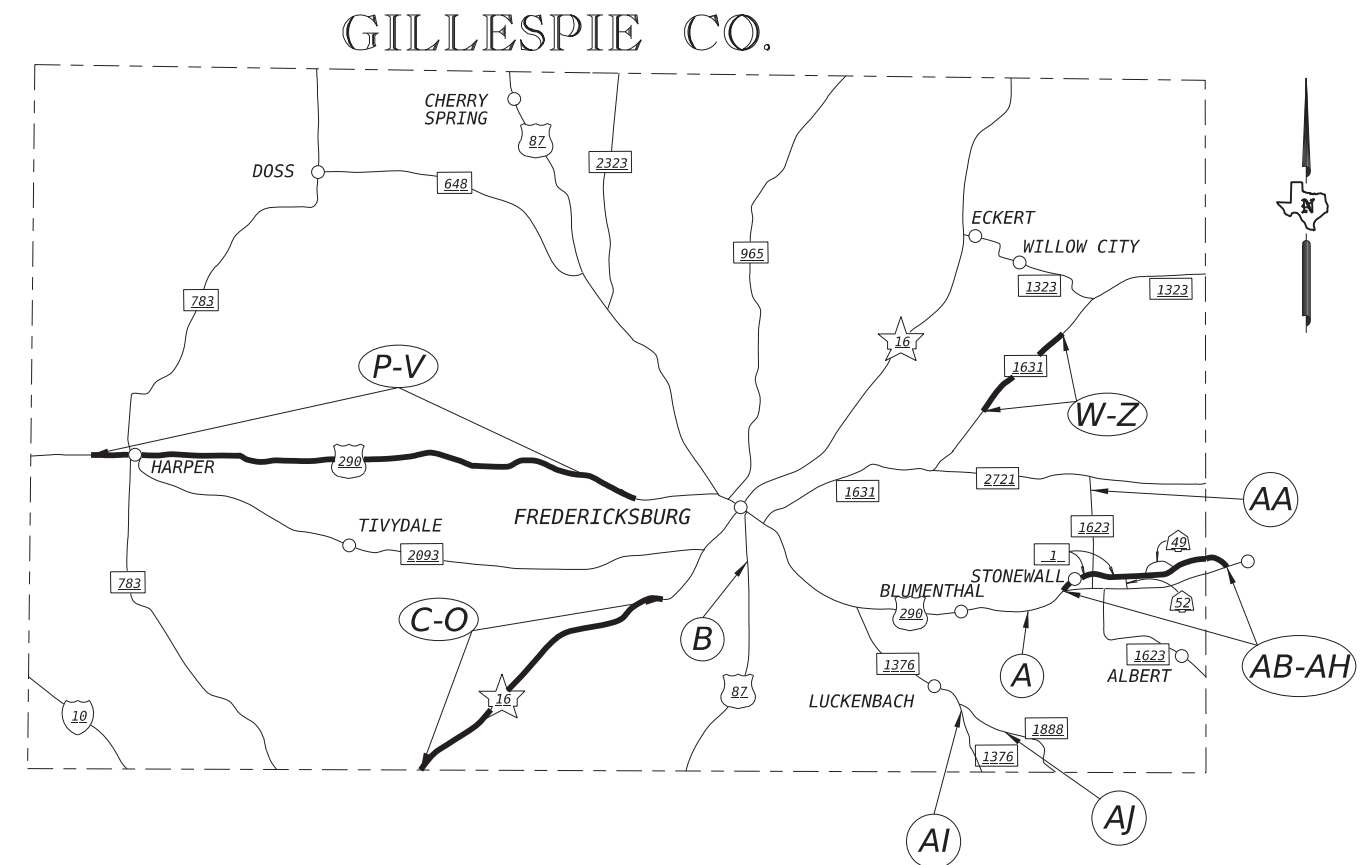 GILLESPIE CO.
CHERRY
SPRING
87
2323
DOSS
648
N
ECKERT
WILLOW CITY
965
1323
1323
783
16
P-V
1631
W-Z
HARPER
290
2721
1631
AA
FREDERICKSBURG
TIVYDALE
1623
2093
49
1
STONEWALL
783
BLUMENTHAL
52
C-O
290
B
1623
AB-AH
1376
A
ALBERT
87
16
LUCKENBACH
10
1888
1376
AJ
AI